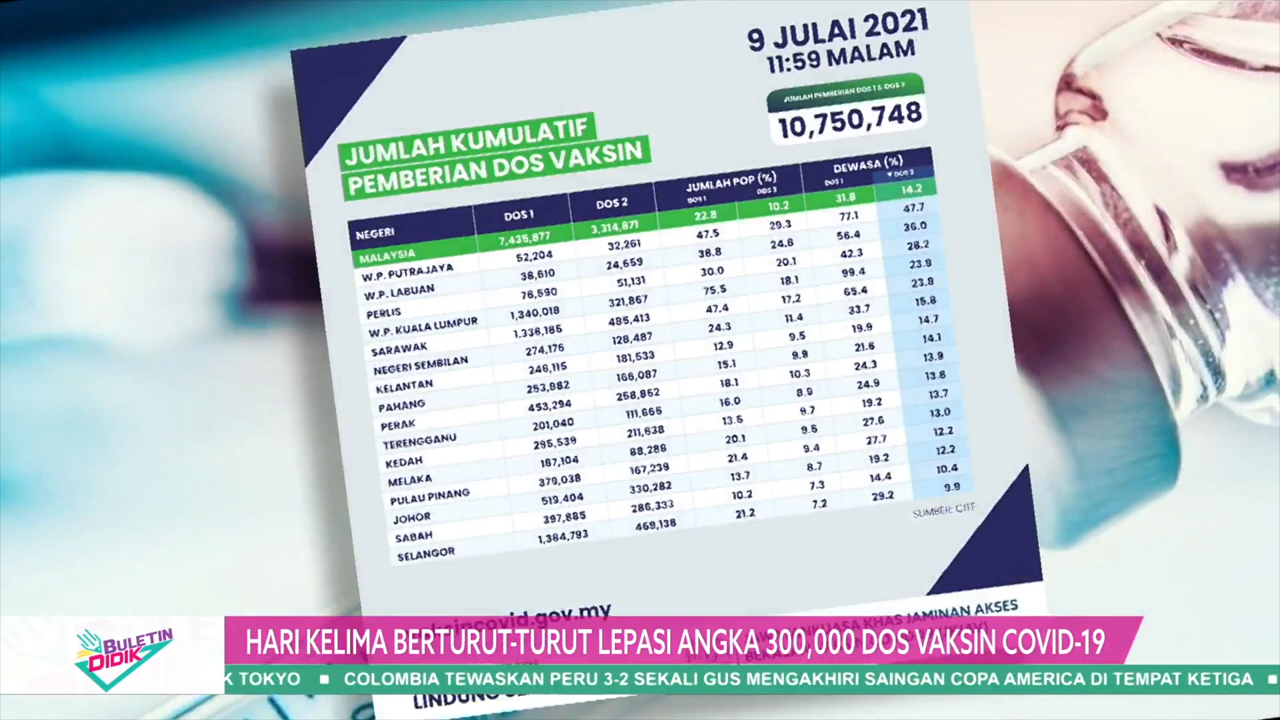 9 JULAI 2021
11:59 MALAM
JUMLAH PEMBERIAN DOS 1 & DOS 2
10,750,748
JUMLAH KUMULATIF
PEMBERIAN DOS VAKSIN
NEGERI DOS 1 DOS 2 JUMLAH POP (%) DEWASA (%)
DOS 1 DOS 2 DOS 1 ▼ DOS 2
MALAYSIA 7,435,877 3,314,871 22.8 10.2 31.8 14.2
W.P. PUTRAJAYA 52,204 32,261 47.5 29.3 77.1 47.7
W.P. LABUAN 38,610 24,659 38.8 24.8 56.4 36.0
PERLIS 76,590 51,131 30.0 20.1 42.3 28.2
W.P. KUALA LUMPUR 1,340,018 321,867 75.5 18.1 99.4 23.9
SARAWAK 1,336,185 485,413 47.4 17.2 65.4 23.8
NEGERI SEMBILAN 274,176 128,487 24.3 11.4 33.7 15.8
KELANTAN 246,115 181,533 12.9 9.5 19.9 14.7
PAHANG 253,882 166,087 15.1 9.9 21.6 14.1
PERAK 453,294 258,852 18.1 10.3 24.3 13.9
TERENGGANU 201,040 111,665 16.0 8.9 24.9 13.8
KEDAH 295,539 211,638 13.5 9.7 19.2 13.7
MELAKA 187,104 88,286 20.1 9.5 27.6 13.0
PULAU PINANG 379,038 167,239 21.4 9.4 27.7 12.2
JOHOR 519,404 330,282 13.7 8.7 19.2 12.2
SABAH 397,885 286,333 10.2 7.3 14.4 10.4
SELANGOR 1,384,793 469,138 21.2 7.2 29.2 9.9
SUMBER: CITF
KHAS JAMINAN AKSES
BULETIN
DIDIK
HARI KELIMA BERTURUT-TURUT LEPASI ANGKA 300,000 DOS VAKSIN COVID-19
K TOKYO ■ COLOMBIA TEWASKAN PERU 3-2 SEKALI GUS MENGAKHIRI SAINGAN COPA AMERICA DI TEMPAT KETIGA ■